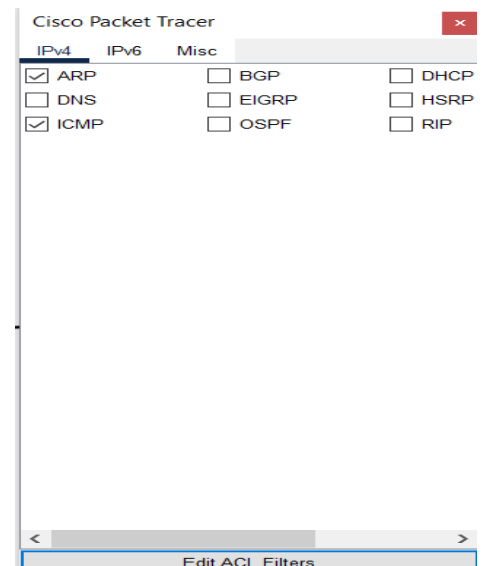 Cisco Packet Tracer
IPv4 IPv6 Misc
ARP BGP DHCP
DNS EIGRP HSRP
ICMP OSPF RIP
Edit ACL Filters